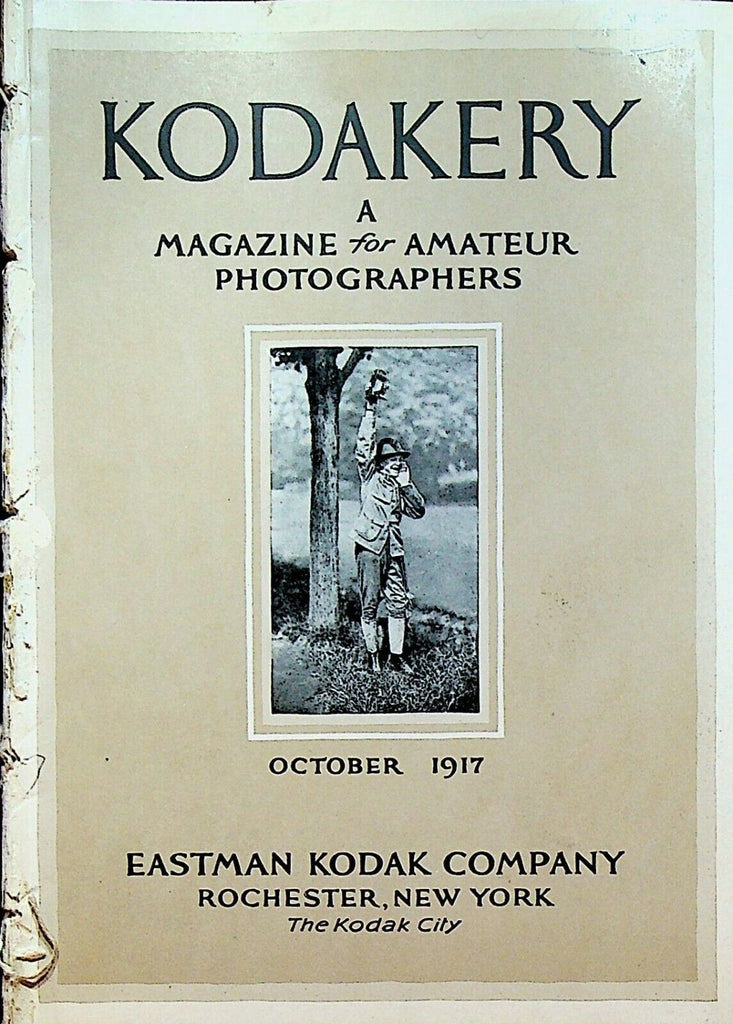 KODAKERY
A
MAGAZINE for AMATEUR
PHOTOGRAPHERS
OCTOBER 1917
EASTMAN KODAK COMPANY
ROCHESTER, NEW YORK
The Kodak City